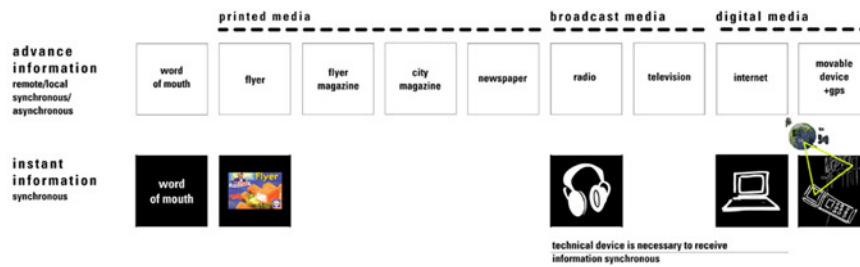 printed media
broadcast media
digital media
advance
information
remote/local
synchronous/
asynchronous
word
of mouth
flyer
flyer
magazine
city
magazine
newspaper
radio
television
internet
movable
device
+gps
instant
information
synchronous
word
of mouth
Flyer
technical device is necessary to receive
information synchronous